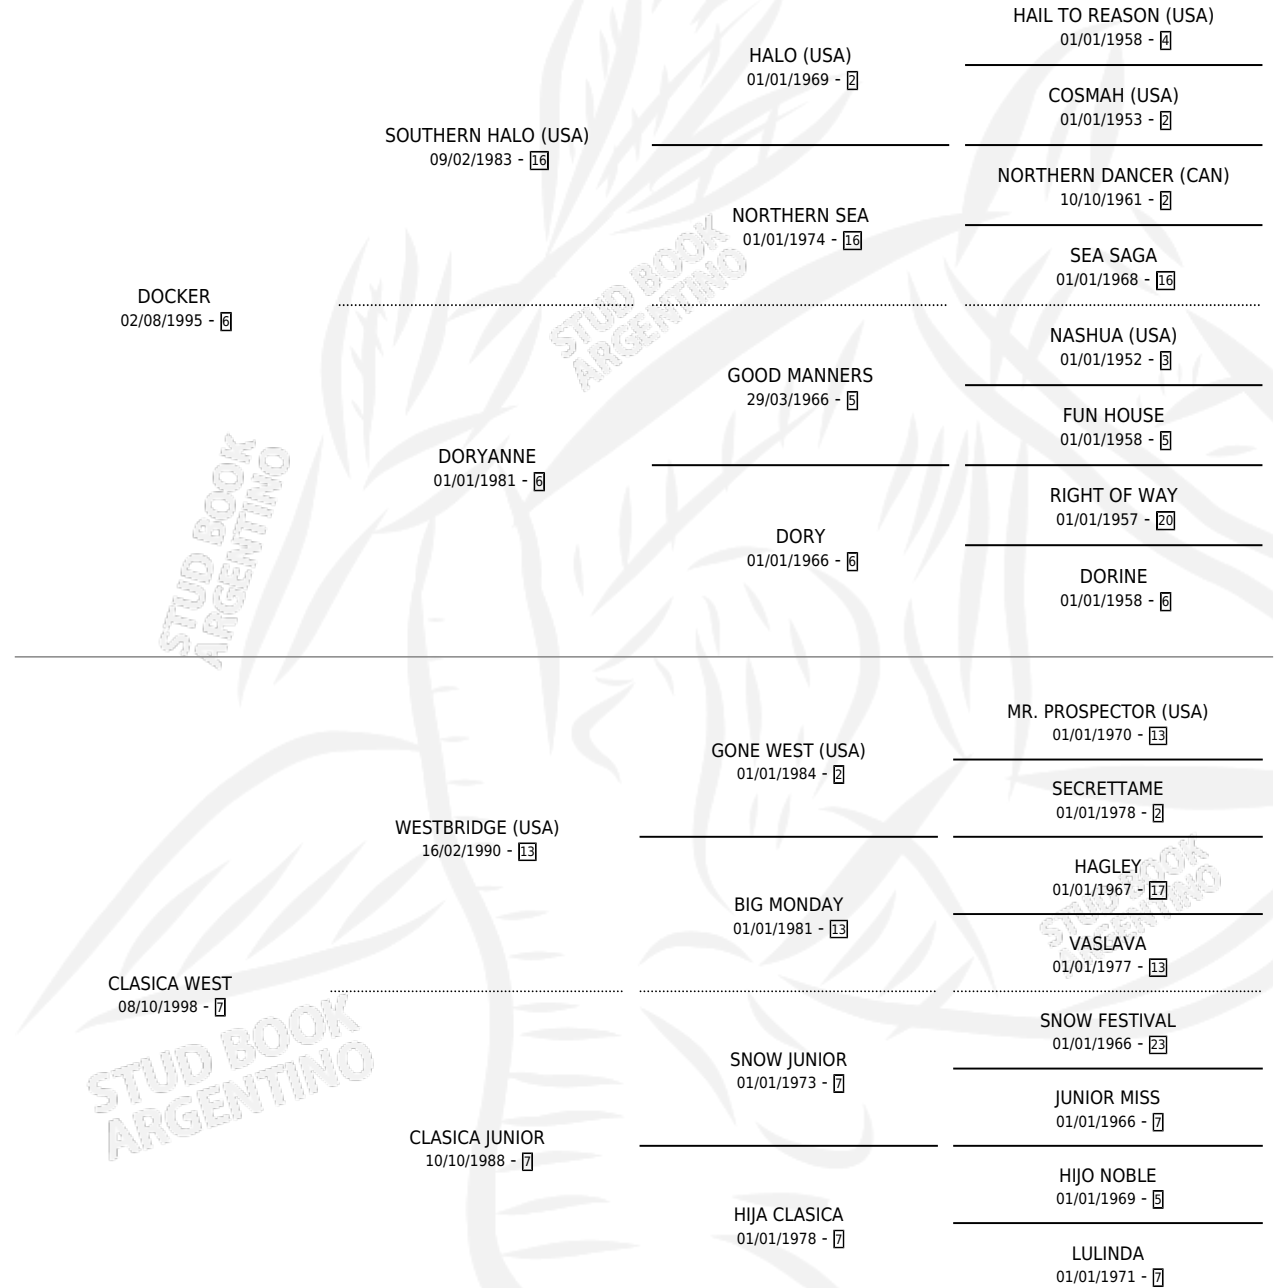 HAIL TO REASON (USA)
01/01/1958 - 4
HALO (USA)
01/01/1969 - 2
COSMAH (USA)
01/01/1953 - 2
SOUTHERN HALO (USA)
09/02/1983 - 16
NORTHERN DANCER (CAN)
10/10/1961 - 2
NORTHERN SEA
01/01/1974 - 16
SEA SAGA
01/01/1968 - 16
DOCKER
02/08/1995 - 6
STUD BOOK
ARGENTINO
NASHUA (USA)
01/01/1952 - 3
GOOD MANNERS
29/03/1966 - 5
FUN HOUSE
01/01/1958 - 5
DORYANNE
01/01/1981 - 6
RIGHT OF WAY
01/01/1957 - 20
DORY
01/01/1966 - 6
DORINE
01/01/1958 - 6
STUD BOOK
ARGENTINO
MR. PROSPECTOR (USA)
01/01/1970 - 13
GONE WEST (USA)
01/01/1984 - 2
SECRETTAME
01/01/1978 - 2
WESTBRIDGE (USA)
16/02/1990 - 13
HAGLEY
01/01/1967 - 17
BIG MONDAY
01/01/1981 - 13
VASLAVA
01/01/1977 - 13
STUD BOOK
ARGENTINO
CLASICA WEST
08/10/1998 - 7
SNOW FESTIVAL
01/01/1966 - 23
SNOW JUNIOR
01/01/1973 - 7
JUNIOR MISS
01/01/1966 - 7
STUD BOOK
ARGENTINO
CLASICA JUNIOR
10/10/1988 - 7
HIJO NOBLE
01/01/1969 - 5
HIJA CLASICA
01/01/1978 - 7
LULINDA
01/01/1971 - 7